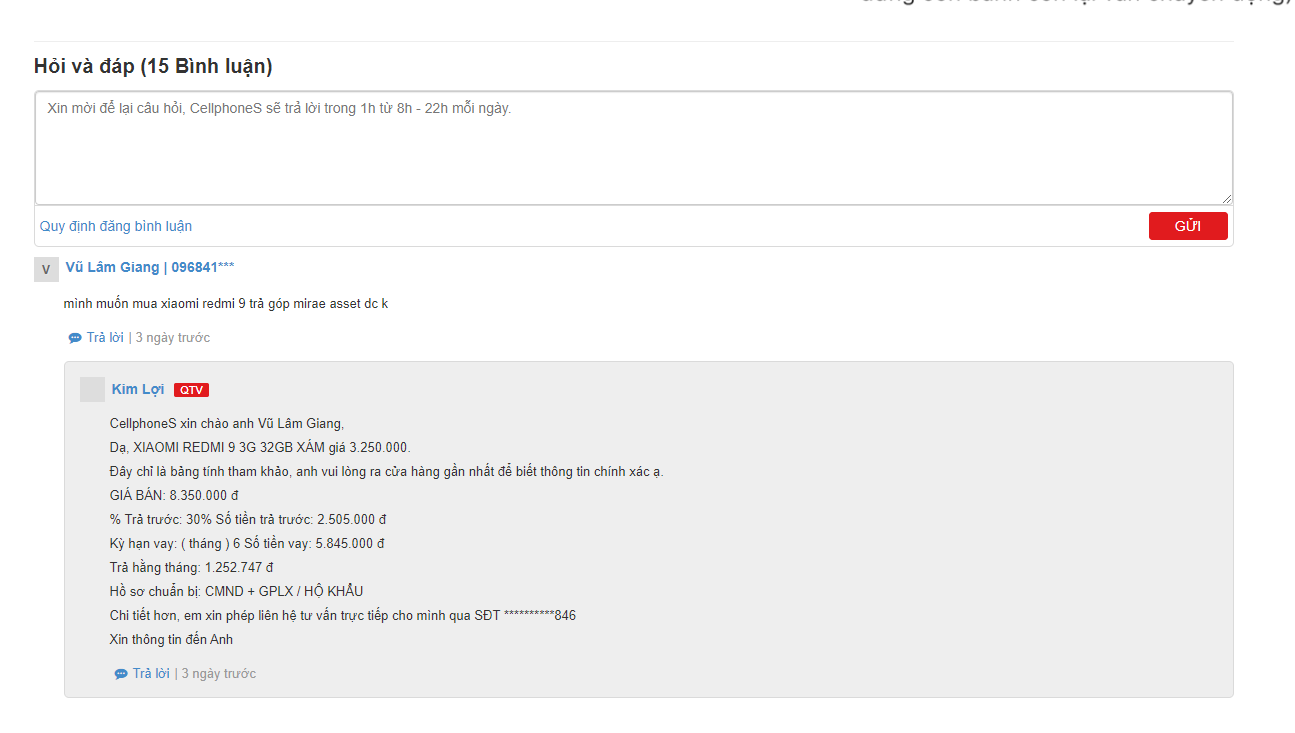 Hỏi và đáp (15 Bình luận)
Xin mời để lại câu hỏi, CellphoneS sẽ trả lời trong 1h từ 8h - 22h mỗi ngày.
Quy định đăng bình luận
GỬI
V Vũ Lâm Giang | 096841***
mình muốn mua xiaomi redmi 9 trả góp mirae asset dc k
Trả lời | 3 ngày trước
Kim Lợi QTV
CellphoneS xin chào anh Vũ Lâm Giang,
Dạ, XIAOMI REDMI 9 3G 32GB XÁM giá 3.250.000.
Đây chỉ là bảng tính tham khảo, anh vui lòng ra cửa hàng gần nhất để biết thông tin chính xác ạ.
GIÁ BÁN: 8.350.000 đ
% Trả trước: 30% Số tiền trả trước: 2.505.000 đ
Kỳ hạn vay: ( tháng ) 6 Số tiền vay: 5.845.000 đ
Trả hằng tháng: 1.252.747 đ
Hồ sơ chuẩn bị: CMND + GPLX / HỘ KHẨU
Chi tiết hơn, em xin phép liên hệ tư vấn trực tiếp cho mình qua SĐT **********846
Xin thông tin đến Anh
Trả lời | 3 ngày trước